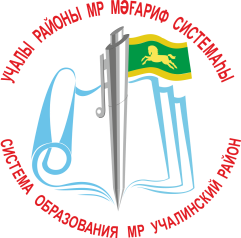 УЧАЛЫ РАЙОНЫ МР МӘҒАРИФ СИСТЕМАҺЫ
СИСТЕМА ОБРАЗОВАНИЯ МР УЧАЛИНСКИЙ РАЙОН